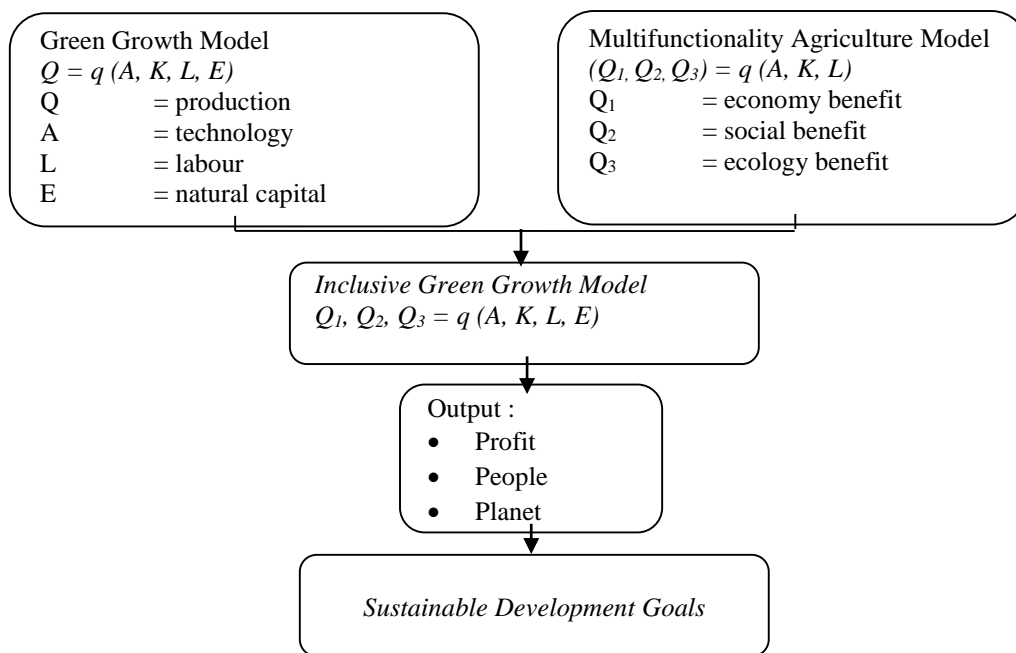 Green Growth Model
Q = q (A, K, L, E)
Q = production
A = technology
L = labour
E = natural capital
Multifunctionality Agriculture Model
(Q1, Q2, Q3) = q (A, K, L)
Q1 = economy benefit
Q2 = social benefit
Q3 = ecology benefit
Inclusive Green Growth Model
Q1, Q2, Q3 = q (A, K, L, E)
Output :
• Profit
• People
• Planet
Sustainable Development Goals